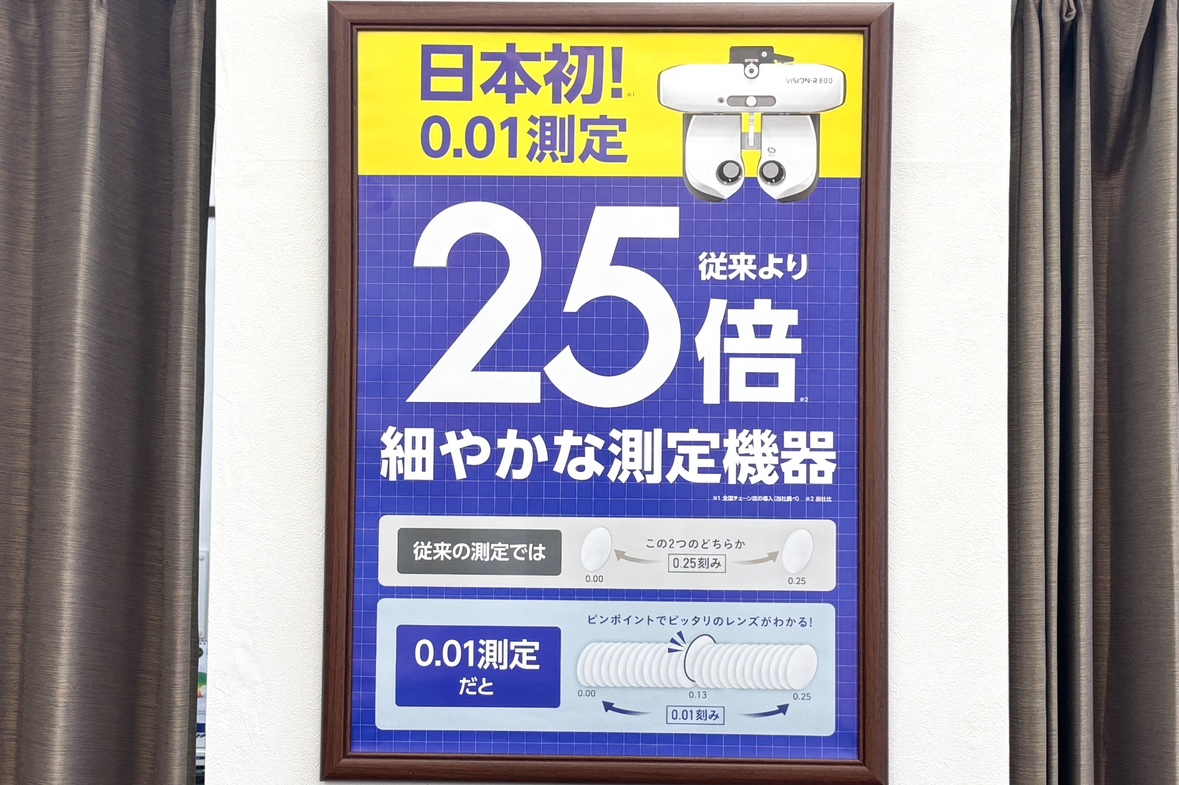 日本初!※1
0.01測定
VISION-R 800
25
従来より
倍※2
細やかな測定機器
※1 全国チェーン店の導入(当社調べ) ※2 当社比
従来の測定では
この2つのどちらか
0.25刻み
0.00
0.25
ピンポイントでピッタリのレンズがわかる!
0.01測定
だと
0.00
0.13
0.25
0.01刻み